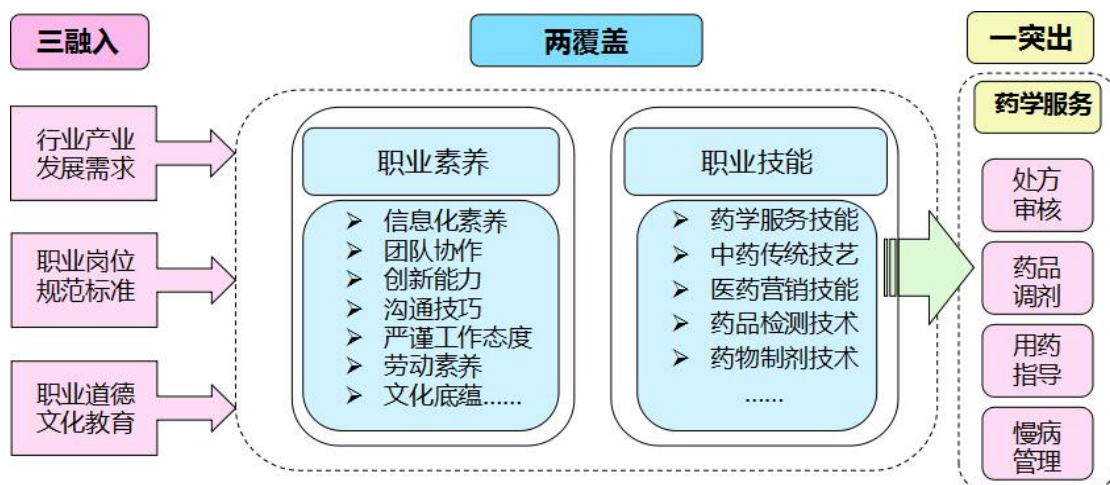 三融入
两覆盖
一突出
行业产业
发展需求
职业岗位
规范标准
职业道德
文化教育
职业素养
信息化素养
团队协作
创新能力
沟通技巧
严谨工作态度
劳动素养
文化底蕴......
职业技能
药学服务技能
中药传统技艺
医药营销技能
药品检测技术
药物制剂技术
......
药学服务
处方
审核
药品
调剂
用药
指导
慢病
管理